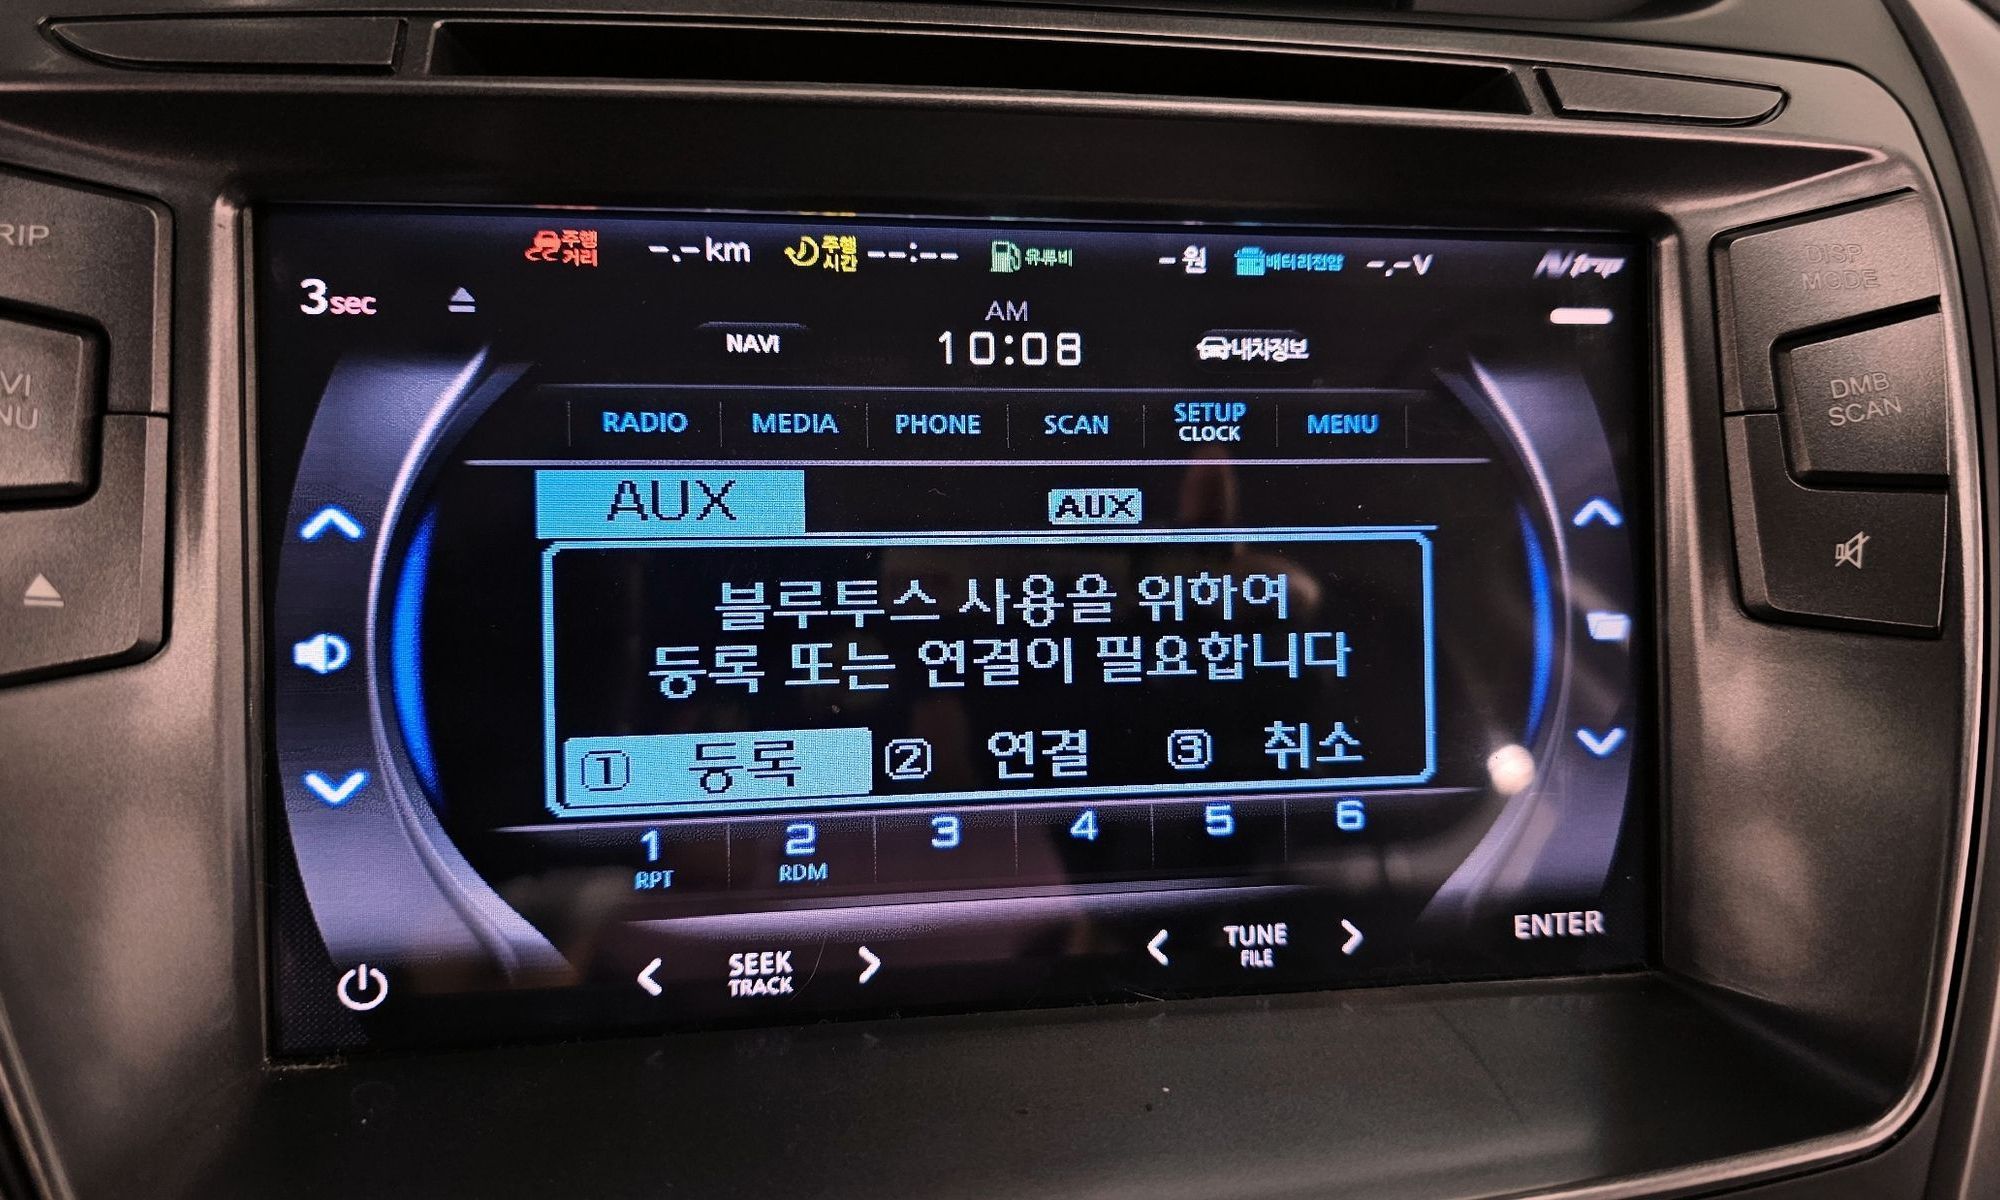 주행
거리
-.-km
주행
시간
--:--
유류비
-원
배터리전압
-.-V
3sec
AM
10:08
NAVI
내차정보
RADIO
MEDIA
PHONE
SCAN
SETUP
CLOCK
MENU
AUX
AUX
블루투스 사용을 위하여
등록 또는 연결이 필요합니다
① 등록
② 연결
③ 취소
1
RPT
2
RDM
3
4
5
6
SEEK
TRACK
TUNE
FILE
ENTER
DISP
MODE
DMB
SCAN